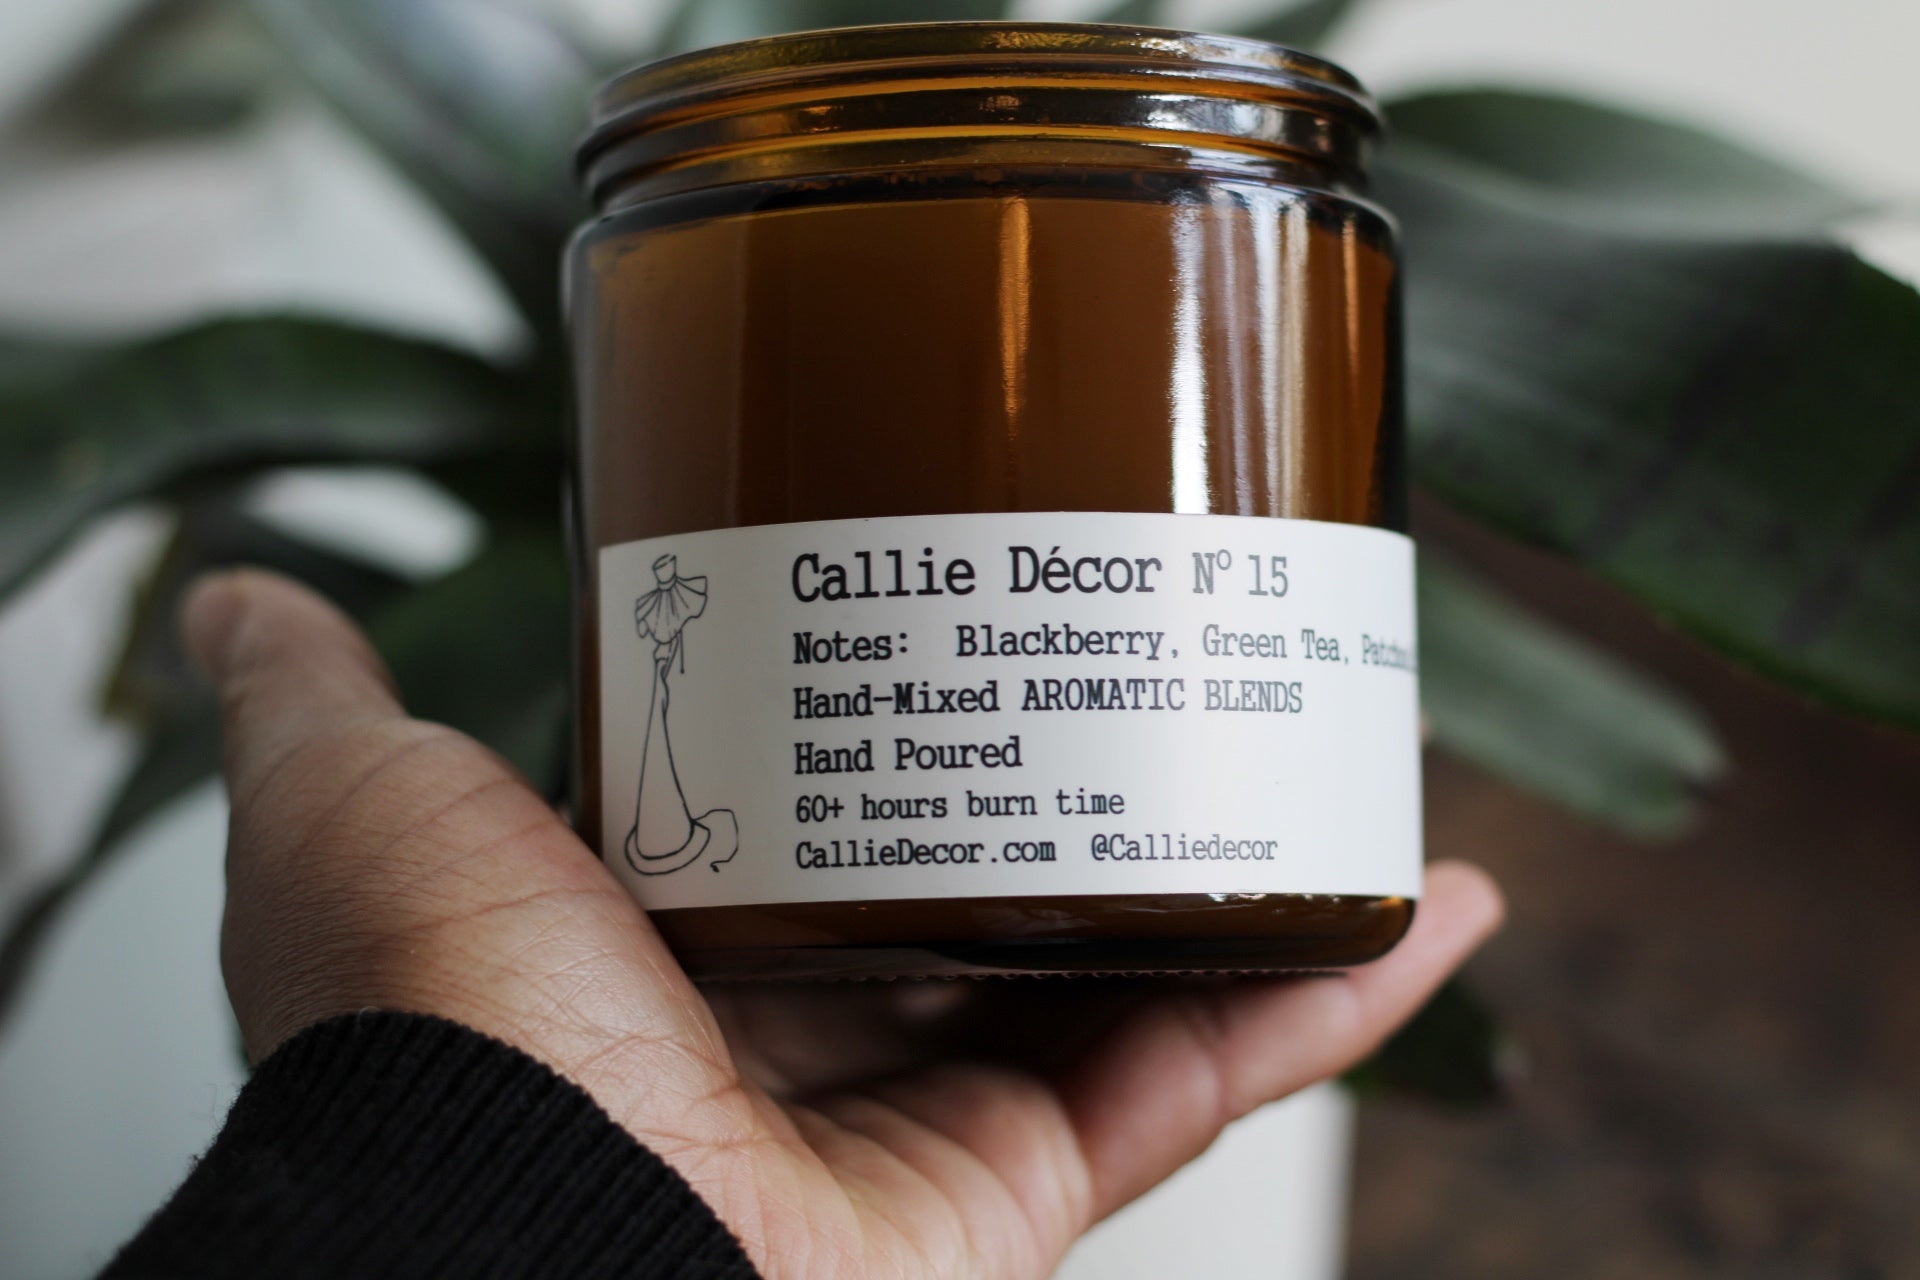 Callie Décor Nº 15
Notes: Blackberry, Green Tea,
Hand-Mixed AROMATIC BLENDS
Hand Poured
60+ hours burn time
CallieDecor.com @Calliedecor